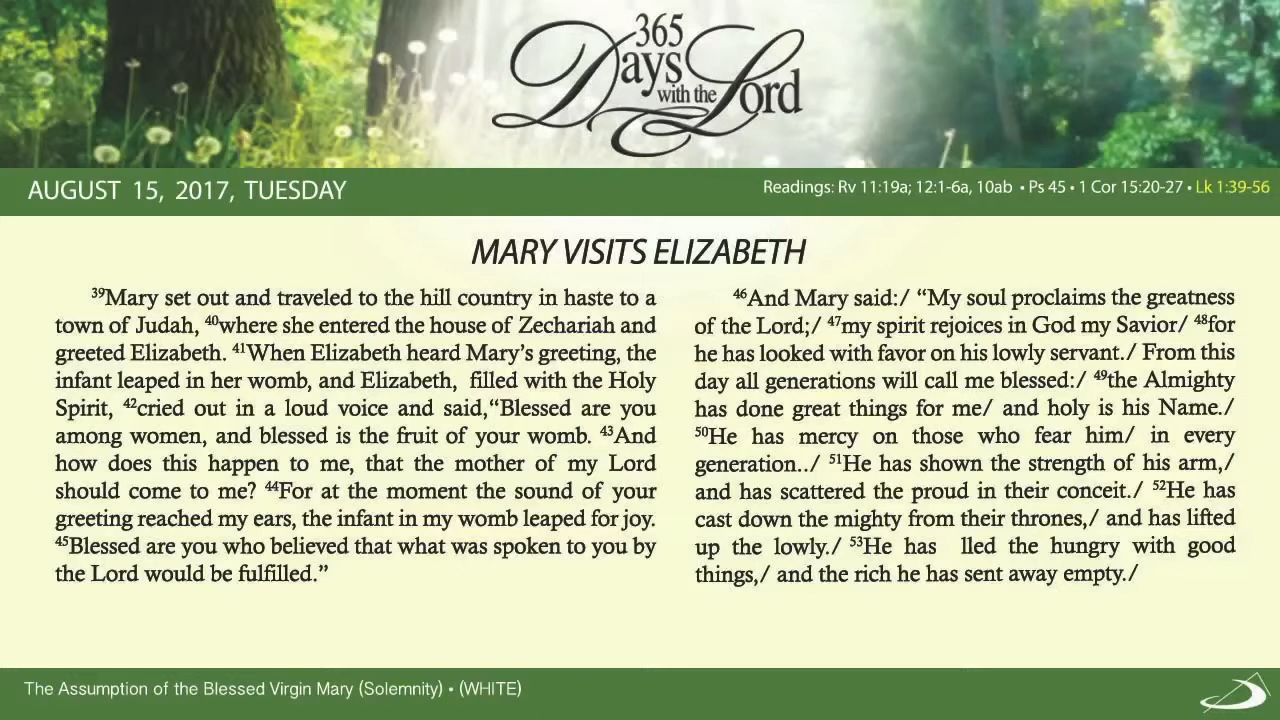 365
Days
with the Lord
AUGUST 15, 2017, TUESDAY
Readings: Rv 11:19a; 12:1-6a, 10ab • Ps 45 • 1 Cor 15:20-27 • Lk 1:39-56
MARY VISITS ELIZABETH
39Mary set out and traveled to the hill country in haste to a
town of Judah, 40where she entered the house of Zechariah and
greeted Elizabeth. 41When Elizabeth heard Mary’s greeting, the
infant leaped in her womb, and Elizabeth, filled with the Holy
Spirit, 42cried out in a loud voice and said,“Blessed are you
among women, and blessed is the fruit of your womb. 43And
how does this happen to me, that the mother of my Lord
should come to me? 44For at the moment the sound of your
greeting reached my ears, the infant in my womb leaped for joy.
45Blessed are you who believed that what was spoken to you by
the Lord would be fulfilled.”
46And Mary said:/ “My soul proclaims the greatness
of the Lord;/ 47my spirit rejoices in God my Savior/ 48for
he has looked with favor on his lowly servant./ From this
day all generations will call me blessed:/ 49the Almighty
has done great things for me/ and holy is his Name./
50He has mercy on those who fear him/ in every
generation../ 51He has shown the strength of his arm,/
and has scattered the proud in their conceit./ 52He has
cast down the mighty from their thrones,/ and has lifted
up the lowly./ 53He has lled the hungry with good
things,/ and the rich he has sent away empty./
The Assumption of the Blessed Virgin Mary (Solemnity) • (WHITE)